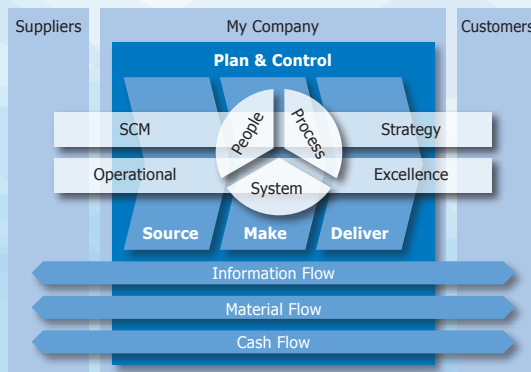 Suppliers
My Company
Customers
Plan & Control
SCM
People
Process
Strategy
Operational
System
Excellence
Source
Make
Deliver
Information Flow
Material Flow
Cash Flow